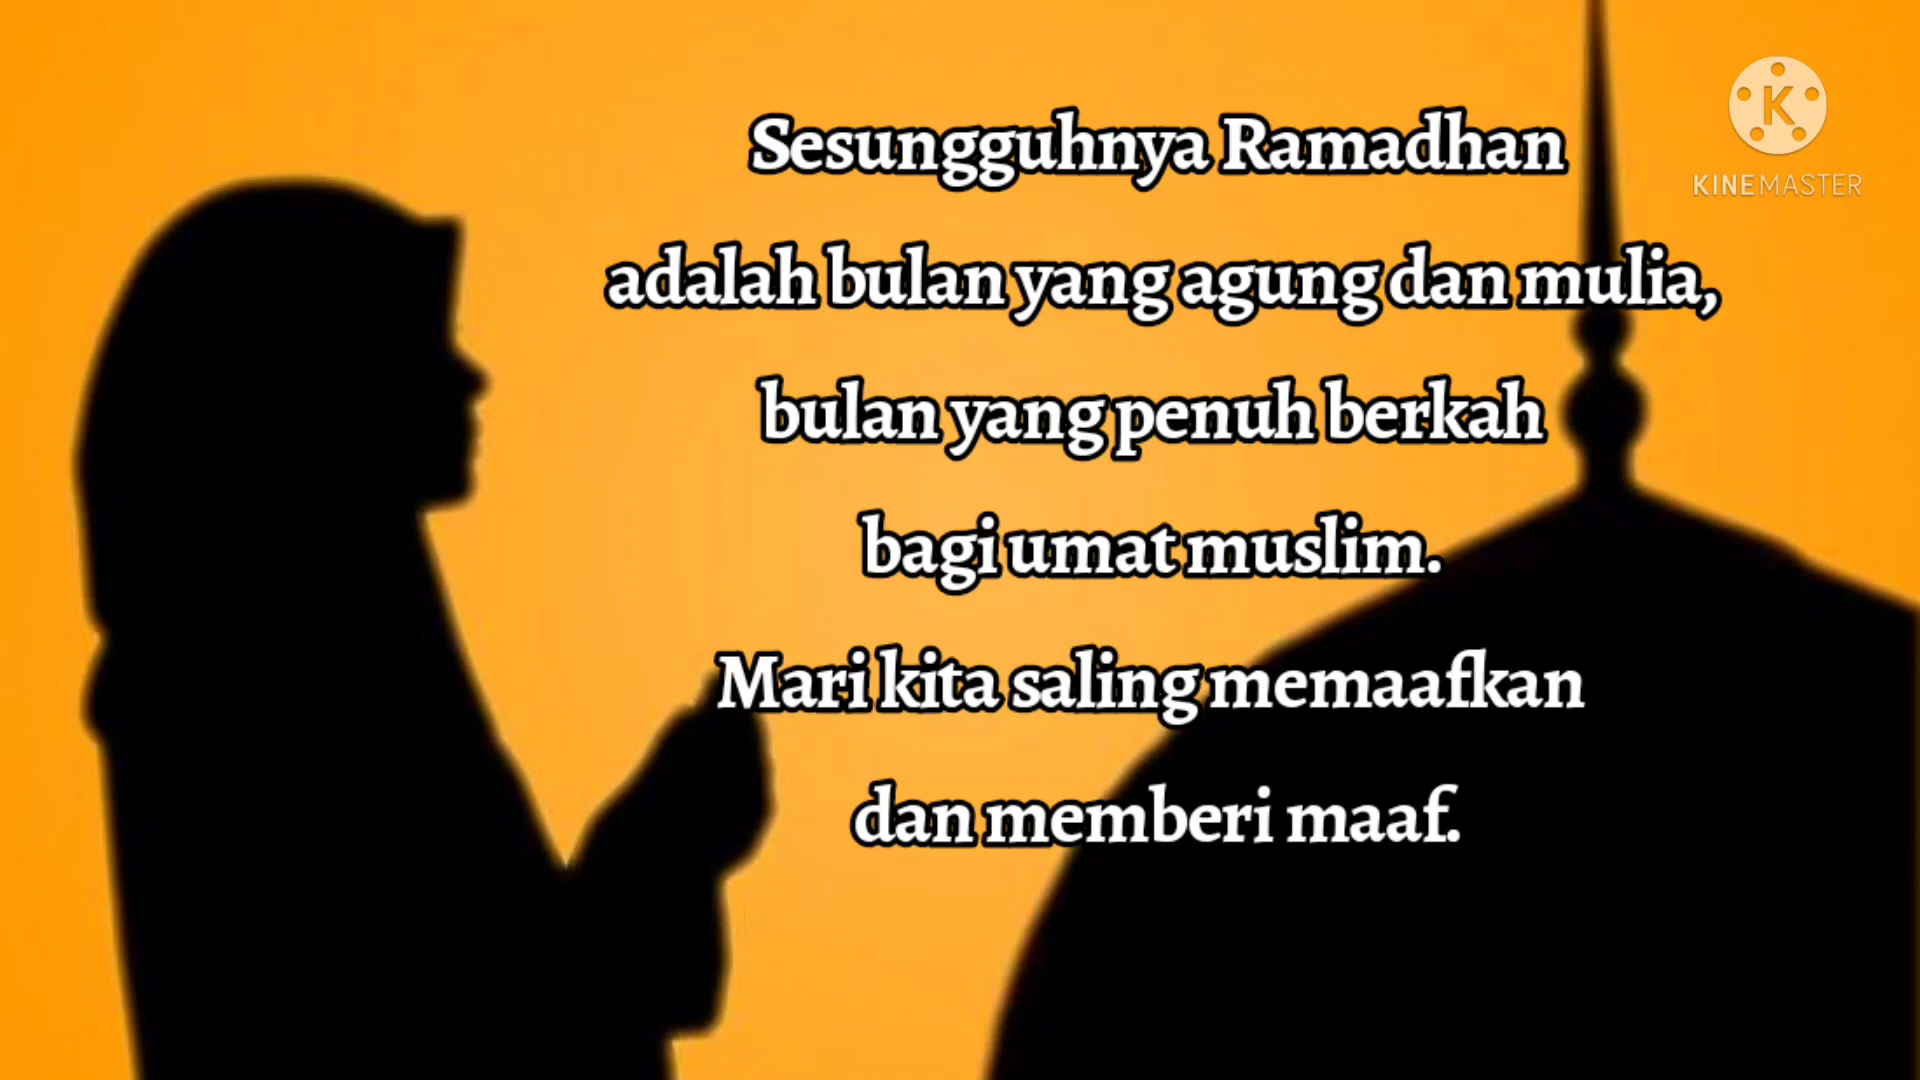 Sesungguhnya Ramadhan
adalah bulan yang agung dan mulia,
bulan yang penuh berkah
bagi umat muslim.
Mari kita saling memaafkan
dan memberi maaf.
K
KINEMASTER